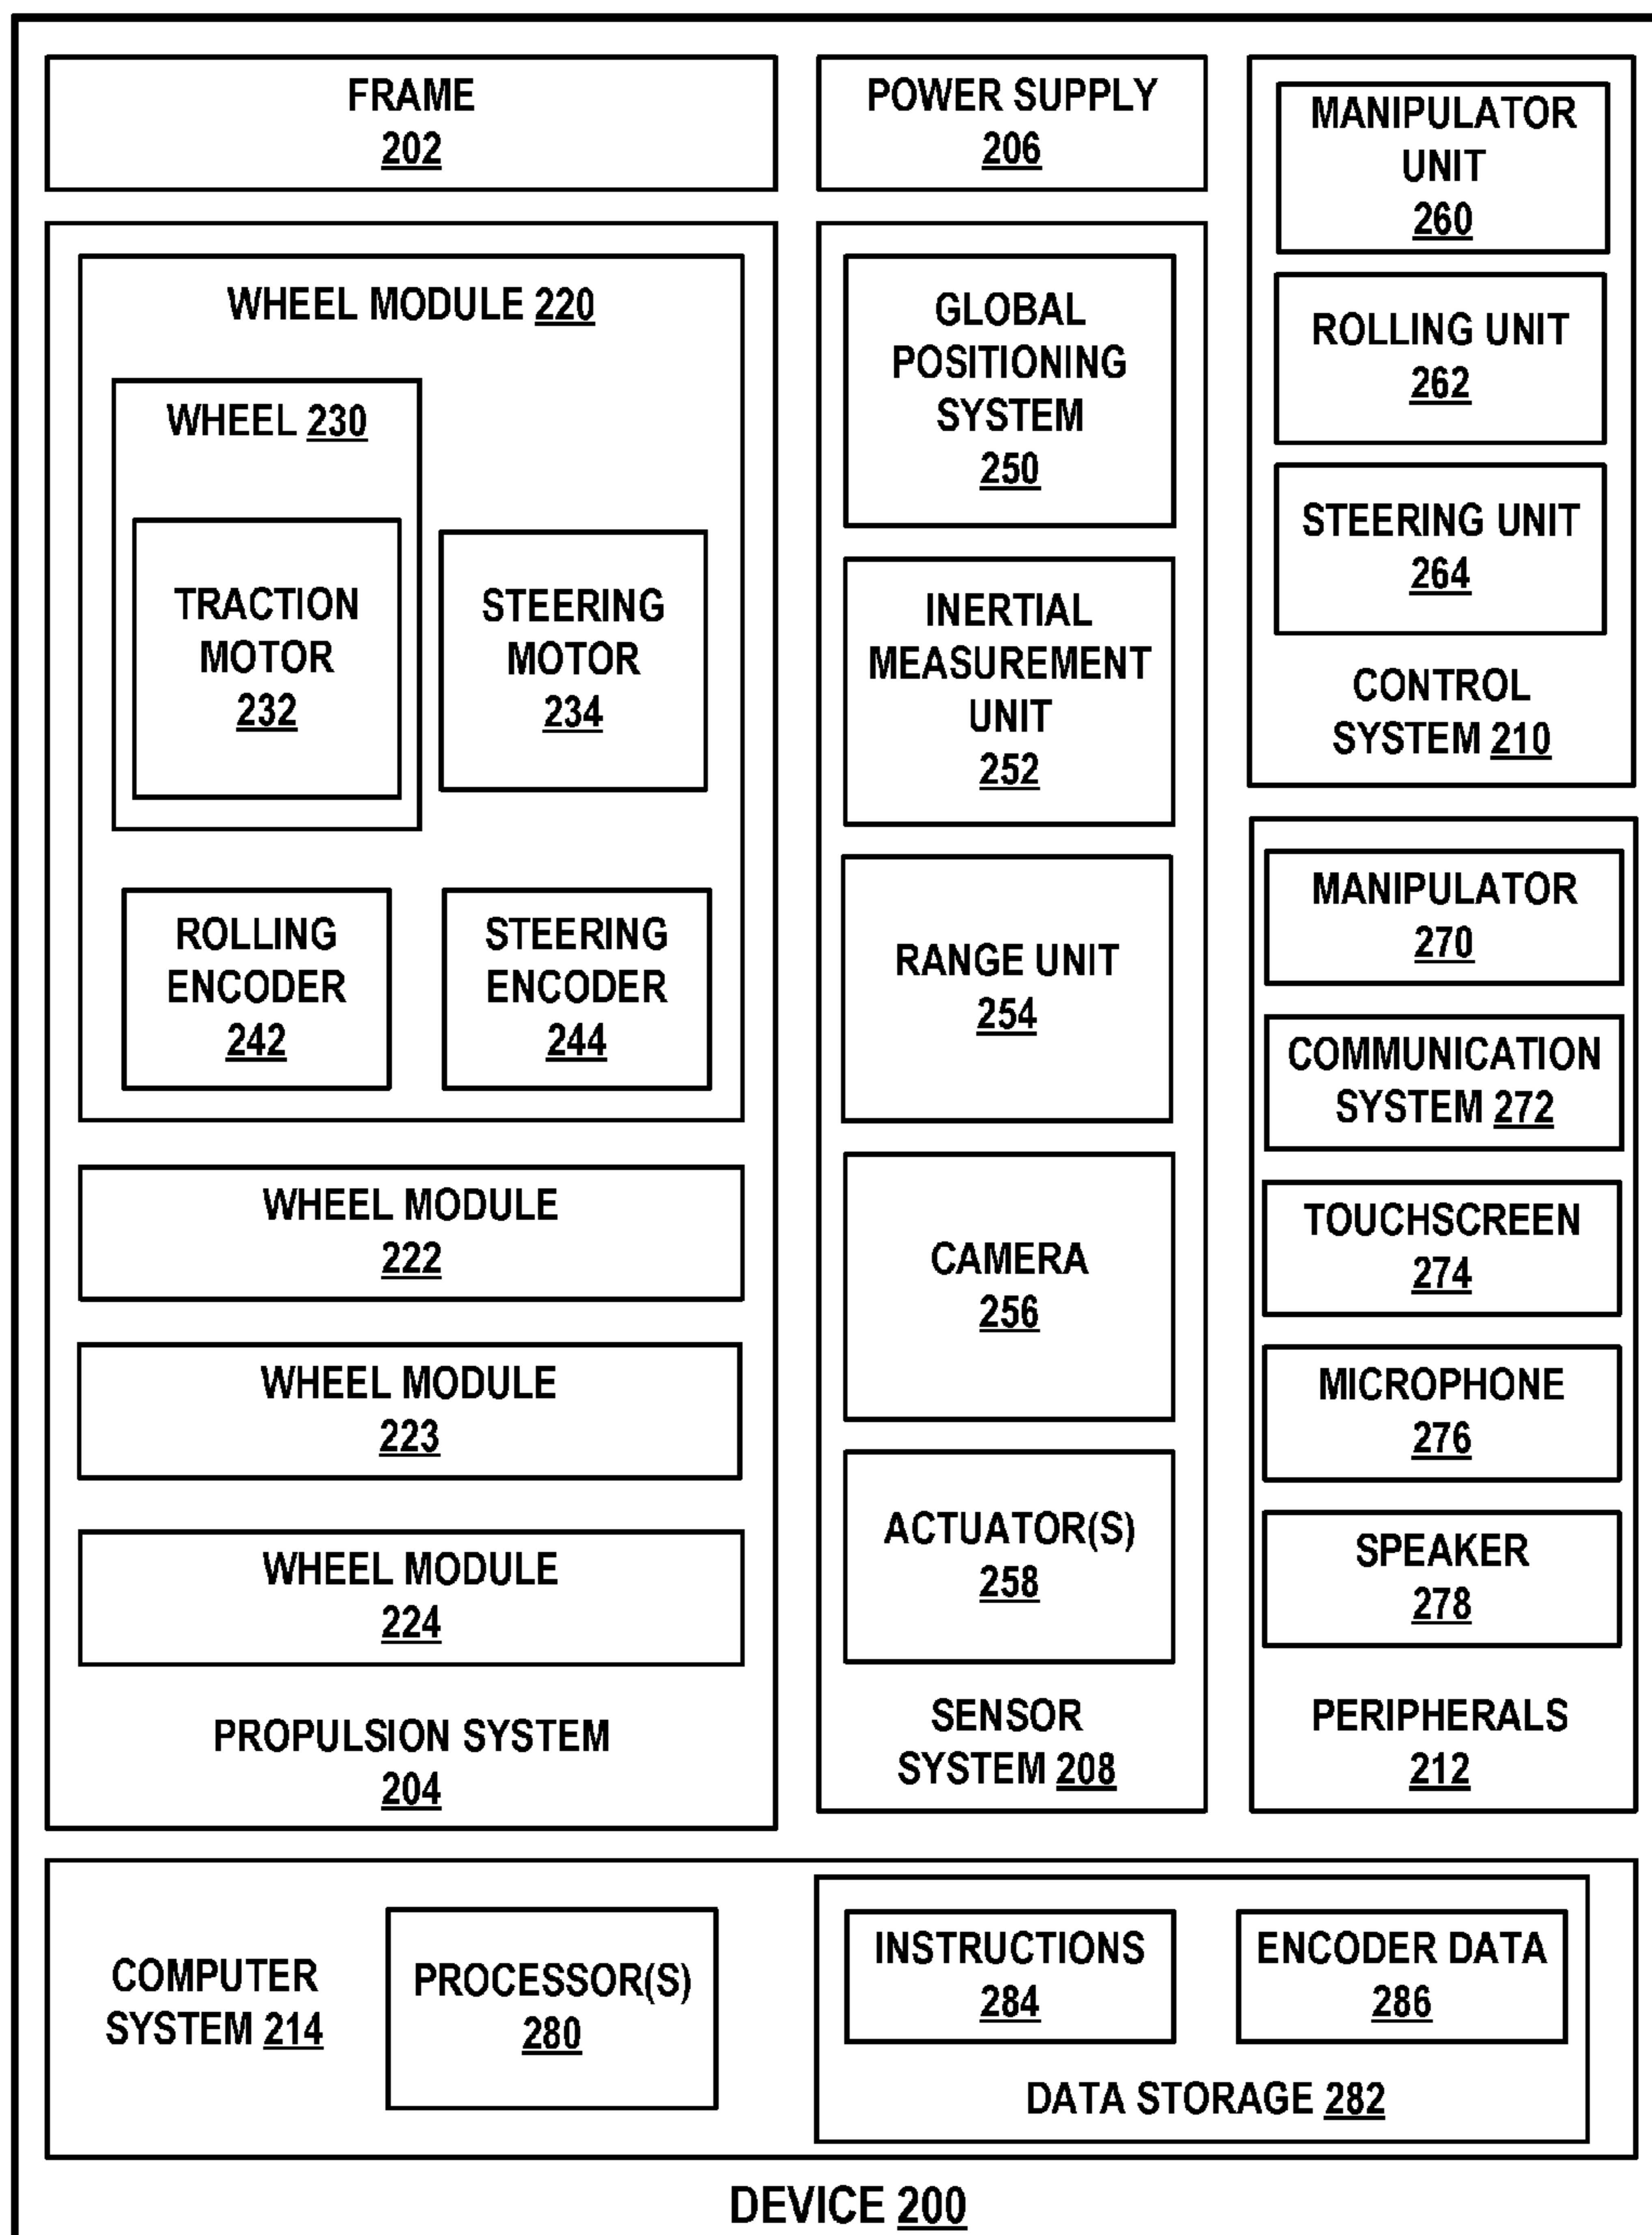 FRAME
202
POWER SUPPLY
206
MANIPULATOR
UNIT
260
ROLLING UNIT
262
STEERING UNIT
264
CONTROL
SYSTEM 210
WHEEL MODULE 220
WHEEL 230
TRACTION
MOTOR
232
STEERING
MOTOR
234
ROLLING
ENCODER
242
STEERING
ENCODER
244
WHEEL MODULE
222
WHEEL MODULE
223
WHEEL MODULE
224
PROPULSION SYSTEM
204
GLOBAL
POSITIONING
SYSTEM
250
INERTIAL
MEASUREMENT
UNIT
252
RANGE UNIT
254
CAMERA
256
ACTUATOR(S)
258
SENSOR
SYSTEM 208
MANIPULATOR
270
COMMUNICATION
SYSTEM 272
TOUCHSCREEN
274
MICROPHONE
276
SPEAKER
278
PERIPHERALS
212
COMPUTER
SYSTEM 214
PROCESSOR(S)
280
INSTRUCTIONS
284
ENCODER DATA
286
DATA STORAGE 282
DEVICE 200